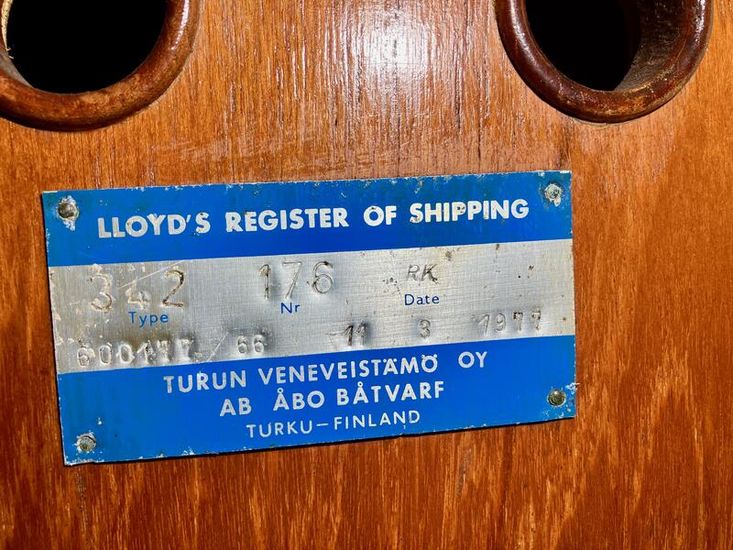 LLOYD'S REGISTER OF SHIPPING
342 176 RK
Type Nr Date
600477/66 11 3 1977
TURUN VENEVEISTÄMÖ OY
AB ÅBO BÅTVARF
TURKU–FINLAND